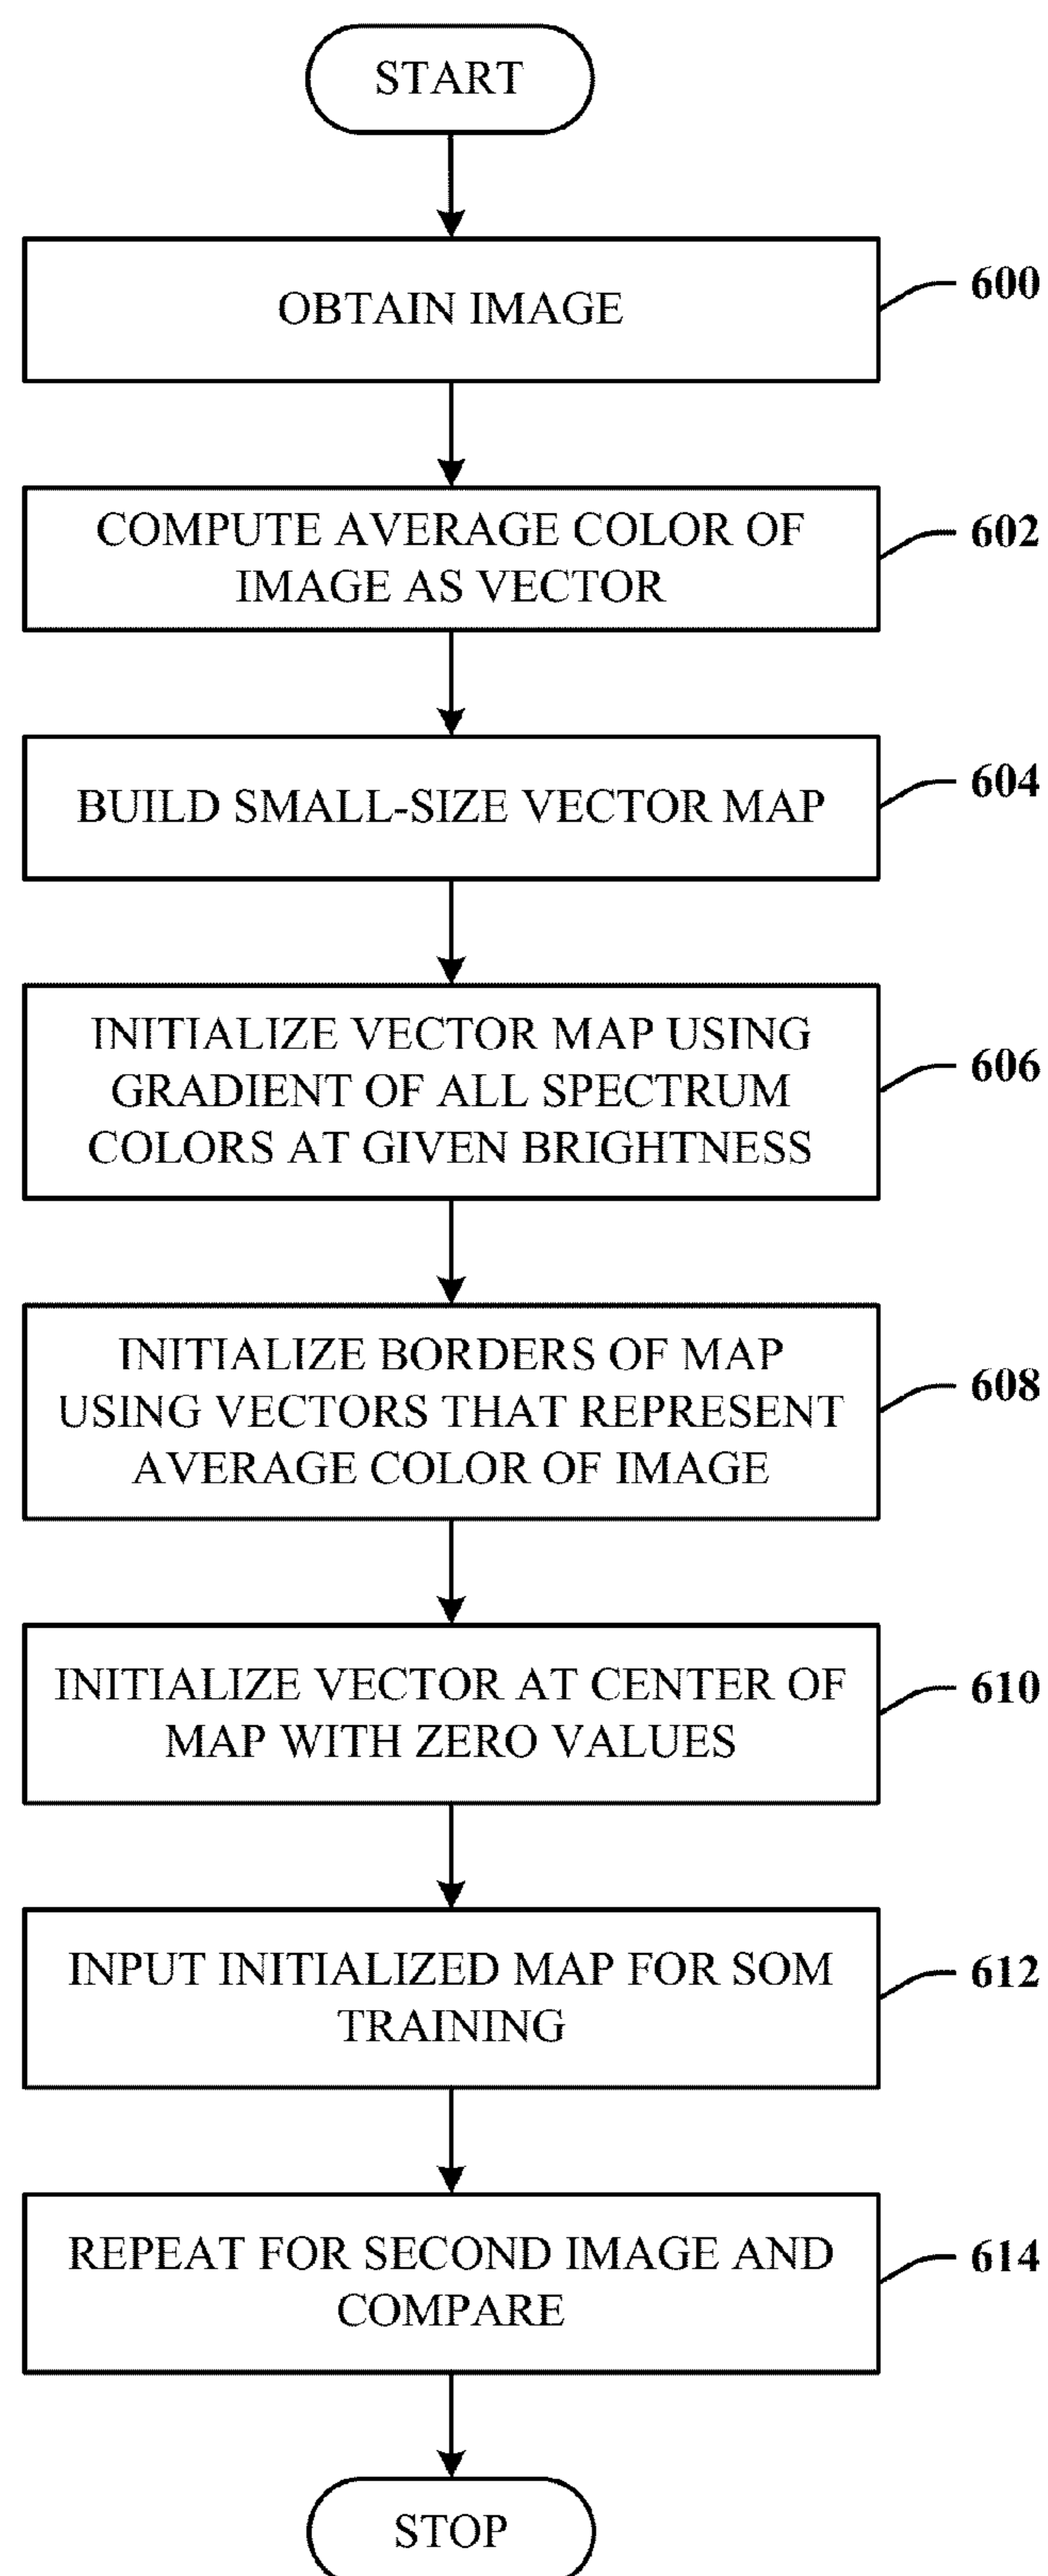 START
OBTAIN IMAGE
600
COMPUTE AVERAGE COLOR OF
IMAGE AS VECTOR
602
BUILD SMALL-SIZE VECTOR MAP
604
INITIALIZE VECTOR MAP USING
GRADIENT OF ALL SPECTRUM
COLORS AT GIVEN BRIGHTNESS
606
INITIALIZE BORDERS OF MAP
USING VECTORS THAT REPRESENT
AVERAGE COLOR OF IMAGE
608
INITIALIZE VECTOR AT CENTER OF
MAP WITH ZERO VALUES
610
INPUT INITIALIZED MAP FOR SOM
TRAINING
612
REPEAT FOR SECOND IMAGE AND
COMPARE
614
STOP